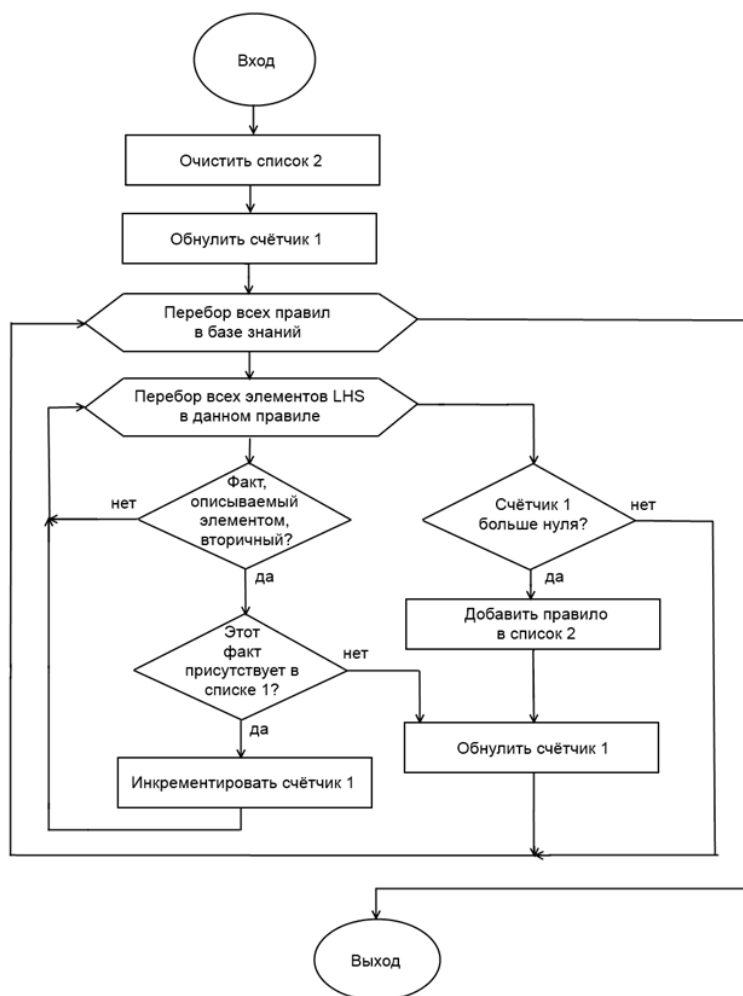 Вход
Очистить список 2
Обнулить счётчик 1
Перебор всех правил
в базе знаний
Перебор всех элементов LHS
в данном правиле
Факт,
описываемый
элементом,
вторичный?
нет
да
Счётчик 1
больше нуля?
нет
да
Этот
факт
присутствует в
списке 1?
нет
да
Добавить правило
в список 2
Инкрементировать счётчик 1
Обнулить счётчик 1
Выход